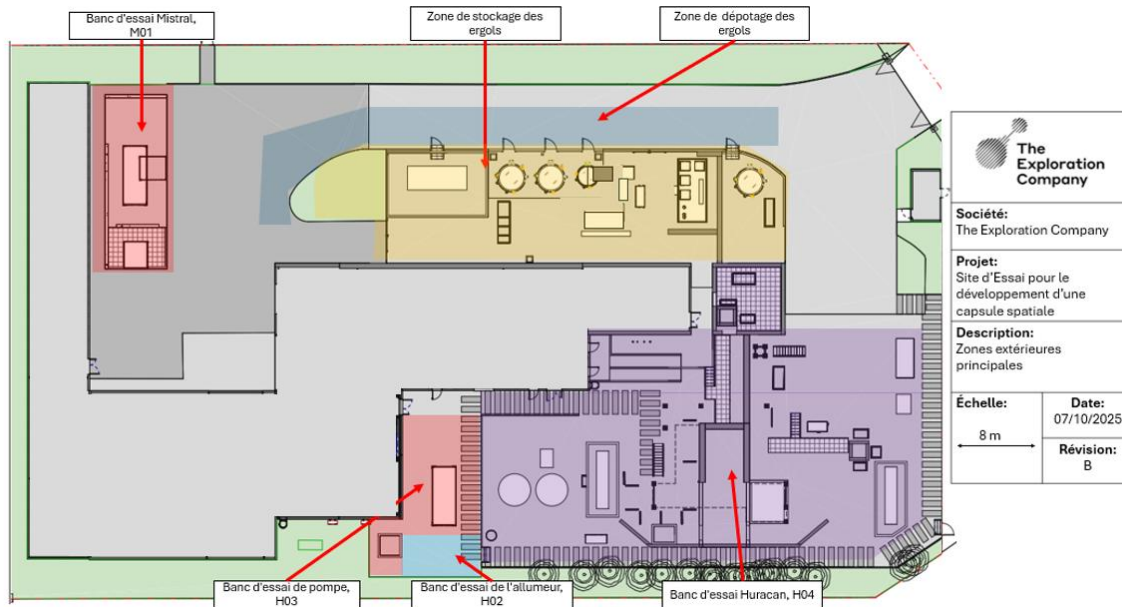 Banc d'essai Mistral,
M01
Zone de stockage des
ergols
Zone de dépotage des
ergols
The
Exploration
Company
Société:
The Exploration Company
Projet:
Site d'Essai pour le
développement d'une
capsule spatiale
Description:
Zones extérieures
principales
Échelle:
8 m
Date:
07/10/2025
Révision:
B
Banc d'essai de pompe,
H03
Banc d'essai de l'allumeur,
H02
Banc d'essai Huracan, H04